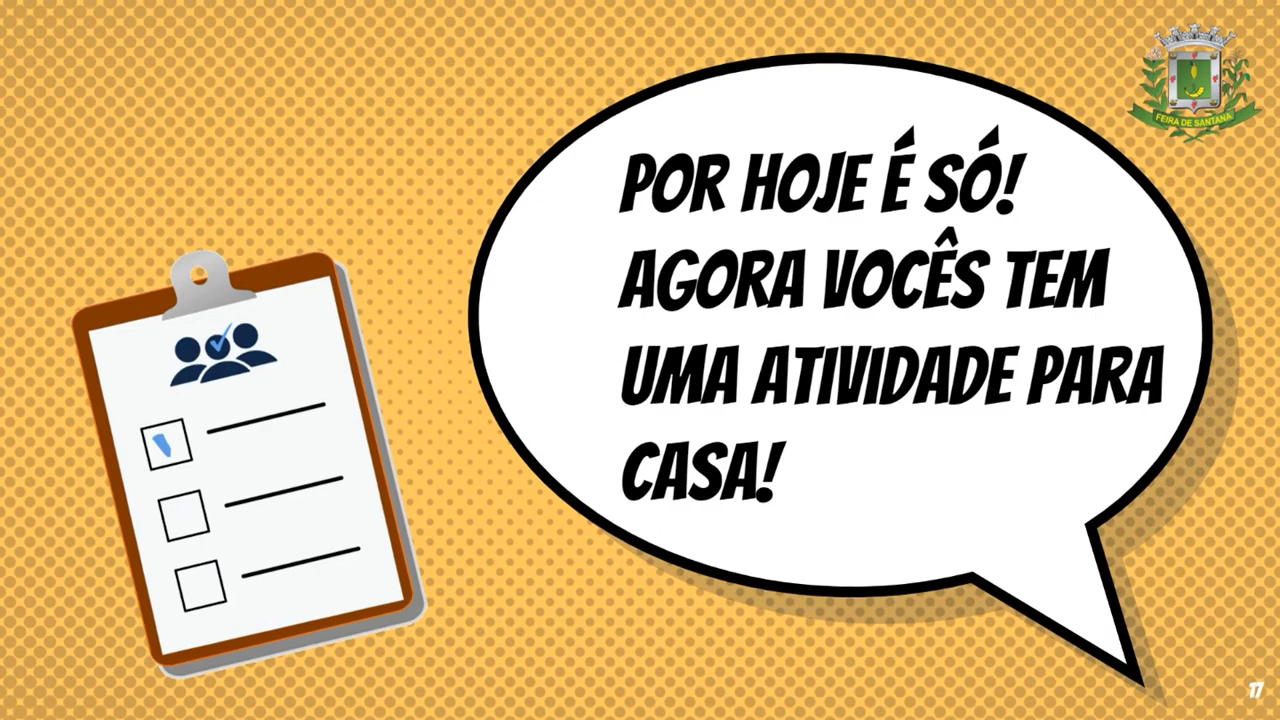 FEIRA DE SANTANA
POR HOJE É SÓ!
AGORA VOCÊS TEM
UMA ATIVIDADE PARA
CASA!
17